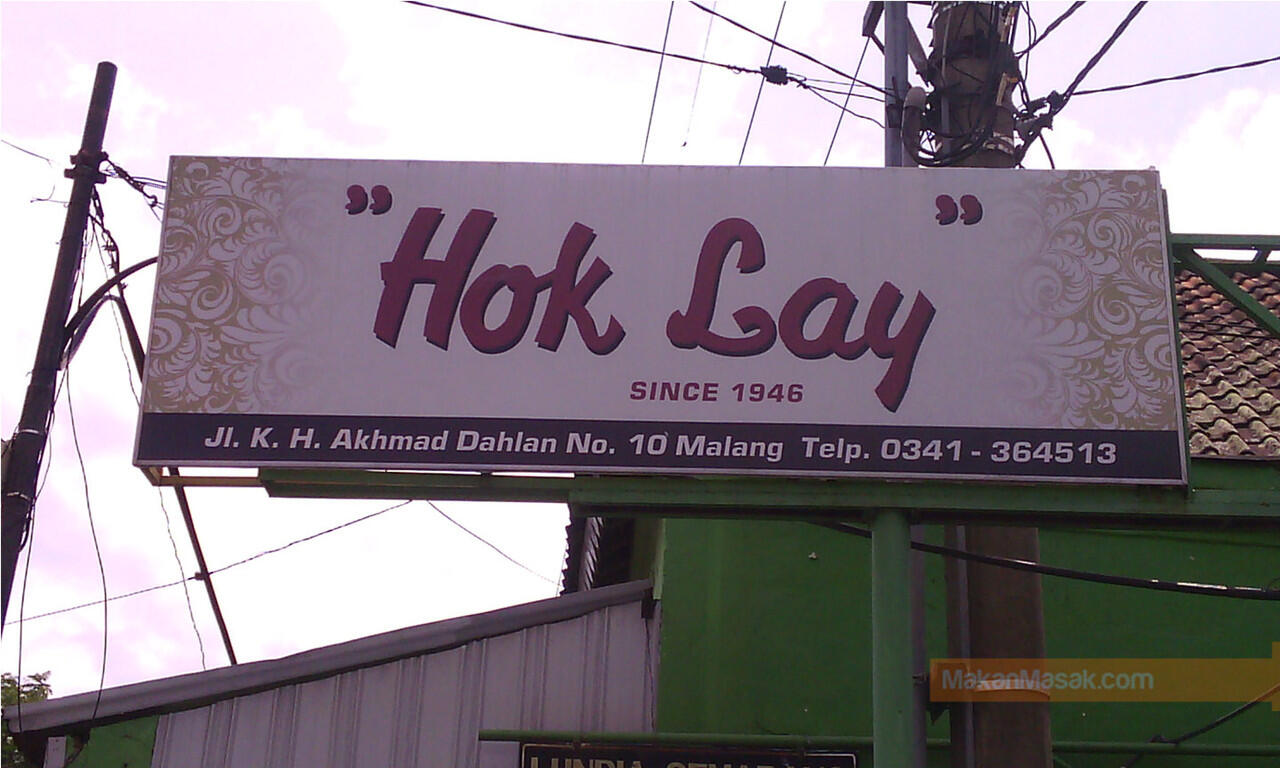 "Hok Lay"
SINCE 1946
Jl. K. H. Akhmad Dahlan No. 10 Malang Telp. 0341 - 364513
MakanMasak.com